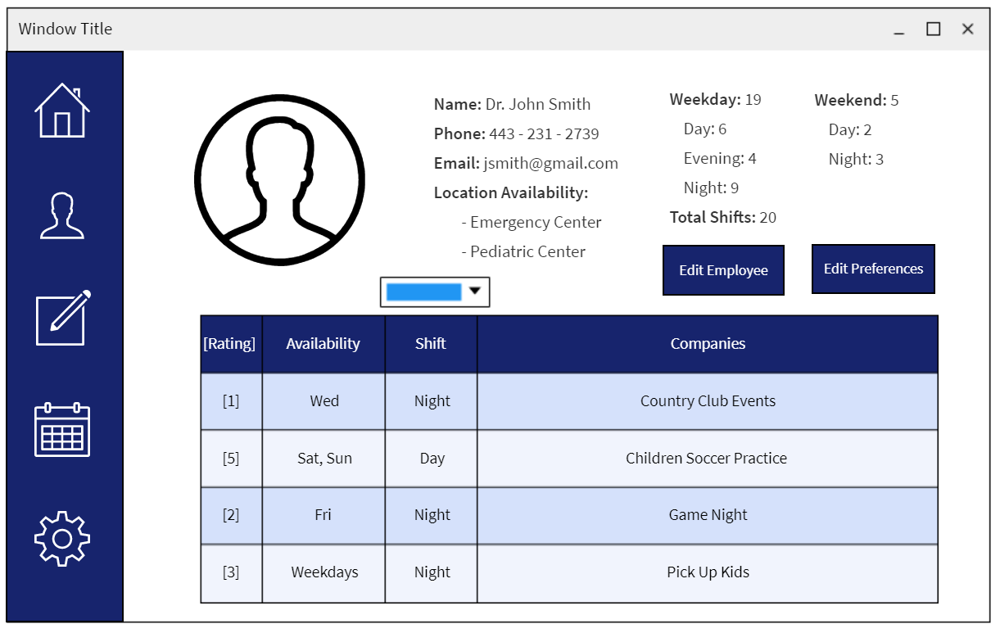 Window Title
Name: Dr. John Smith
Phone: 443 - 231 - 2739
Email: jsmith@gmail.com
Location Availability:
- Emergency Center
- Pediatric Center
Weekday: 19
Day: 6
Evening: 4
Night: 9
Total Shifts: 20
Weekend: 5
Day: 2
Night: 3
Edit Employee
Edit Preferences
[Rating] Availability Shift Companies
[1] Wed Night Country Club Events
[5] Sat, Sun Day Children Soccer Practice
[2] Fri Night Game Night
[3] Weekdays Night Pick Up Kids